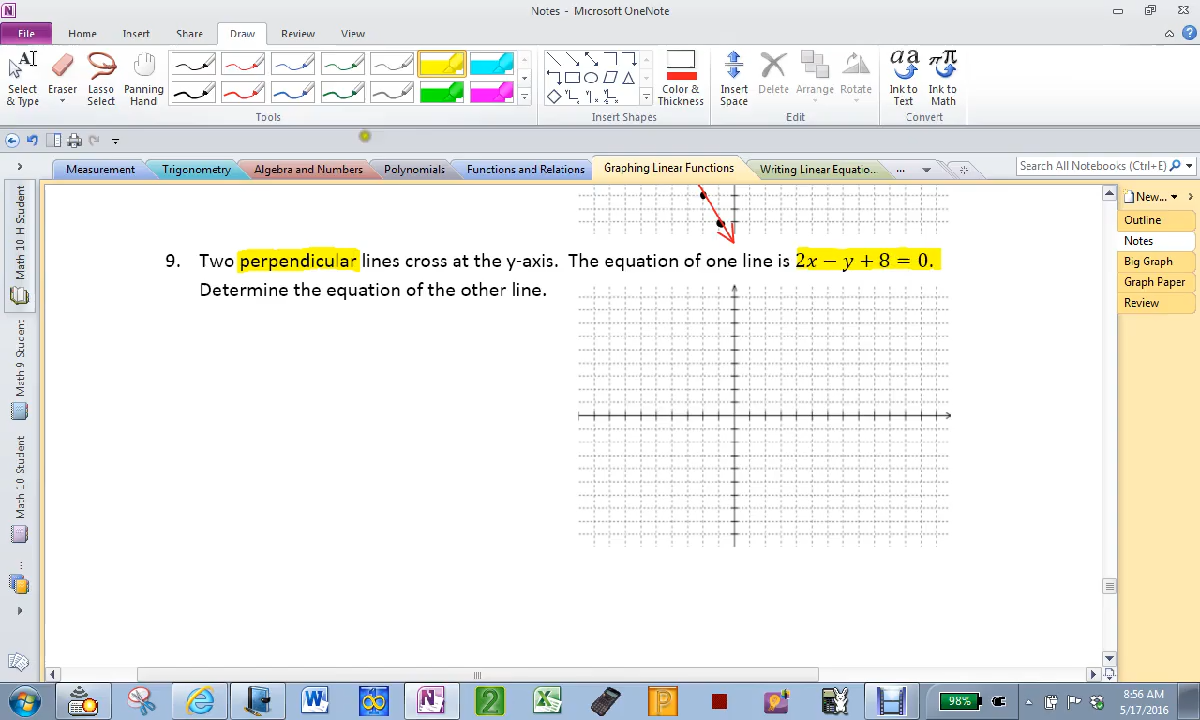 Notes - Microsoft OneNote
File Home Insert Share Draw Review View
Select & Type
Eraser
Lasso Select
Panning Hand
Color & Thickness
Insert Space
Delete
Arrange
Rotate
Ink to Text
Ink to Math
Tools
Insert Shapes
Edit
Convert
Measurement Trigonometry Algebra and Numbers Polynomials Functions and Relations Graphing Linear Functions Writing Linear Equatio... ...
Search All Notebooks (Ctrl+E)
New...
Outline
Notes
Big Graph
Graph Paper
Review
Math 10 H Student
Math 9 Student
Math 10 Student
9. Two perpendicular lines cross at the y-axis. The equation of one line is 2x − y + 8 = 0.
Determine the equation of the other line.
98%
8:56 AM
5/17/2016